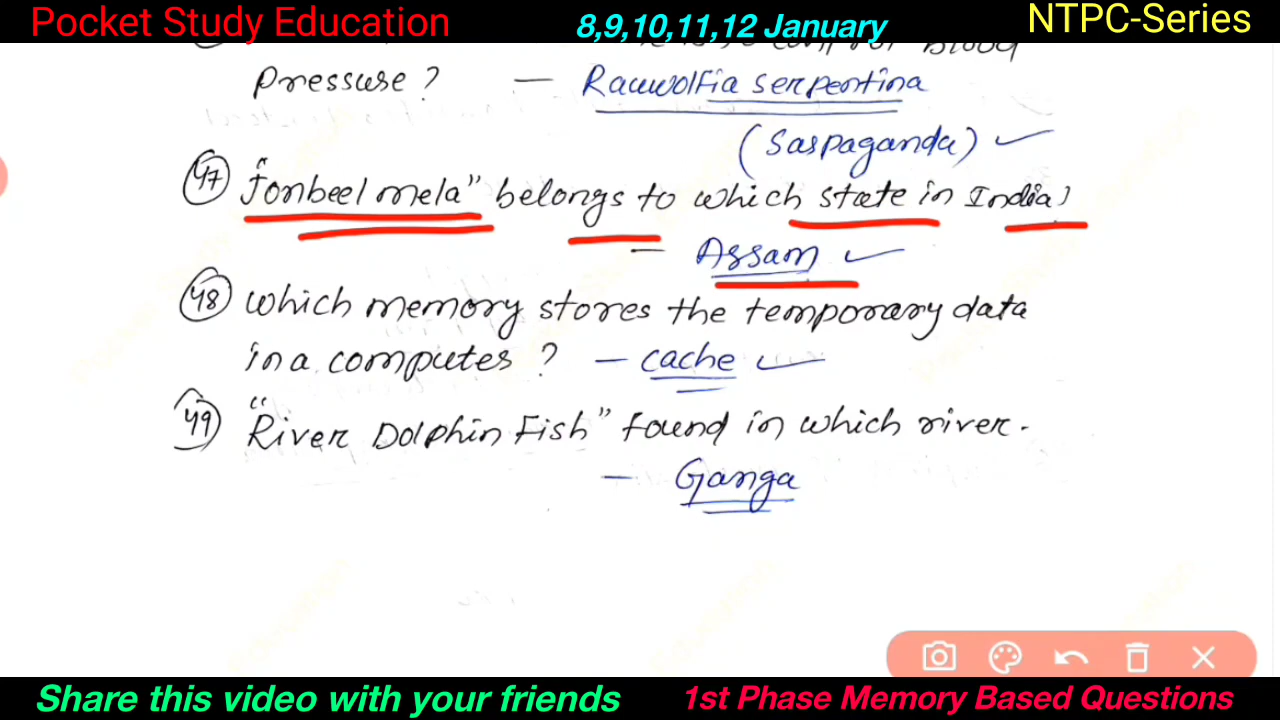 Pocket Study Education
8,9,10,11,12 January
NTPC-Series
Blood
Pressure ? — Rauwolfia serpentina
(Saspaganda)
47 "Jonbeel mela" belongs to which state in India?
— Assam
48 which memory stores the temporary data
in a computes ? — cache
49 "River Dolphin Fish" found in which river.
— Ganga
Share this video with your friends
1st Phase Memory Based Questions